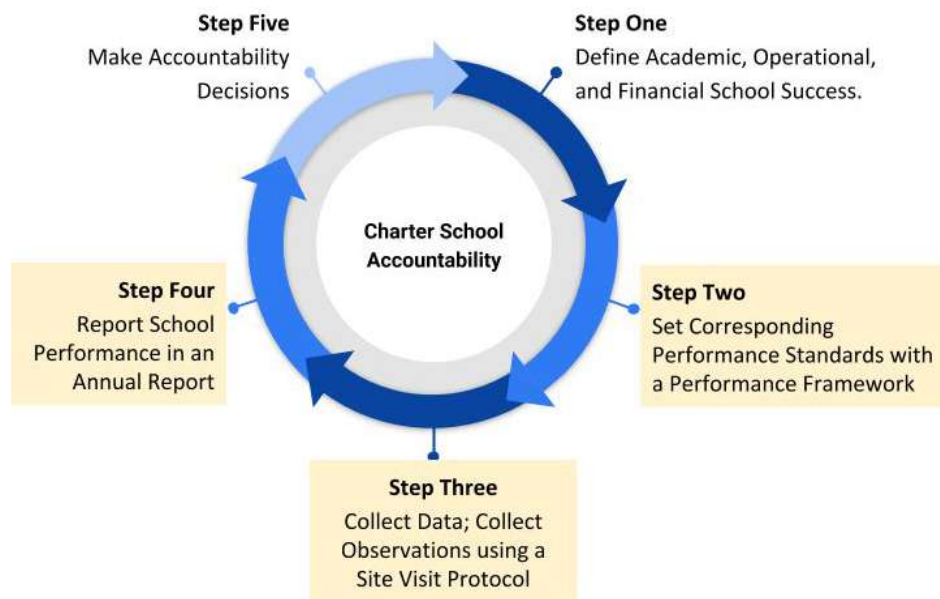 Step Five
Make Accountability
Decisions
Step One
Define Academic, Operational,
and Financial School Success.
Charter School
Accountability
Step Four
Report School
Performance in an
Annual Report
Step Two
Set Corresponding
Performance Standards with
a Performance Framework
Step Three
Collect Data; Collect
Observations using a
Site Visit Protocol